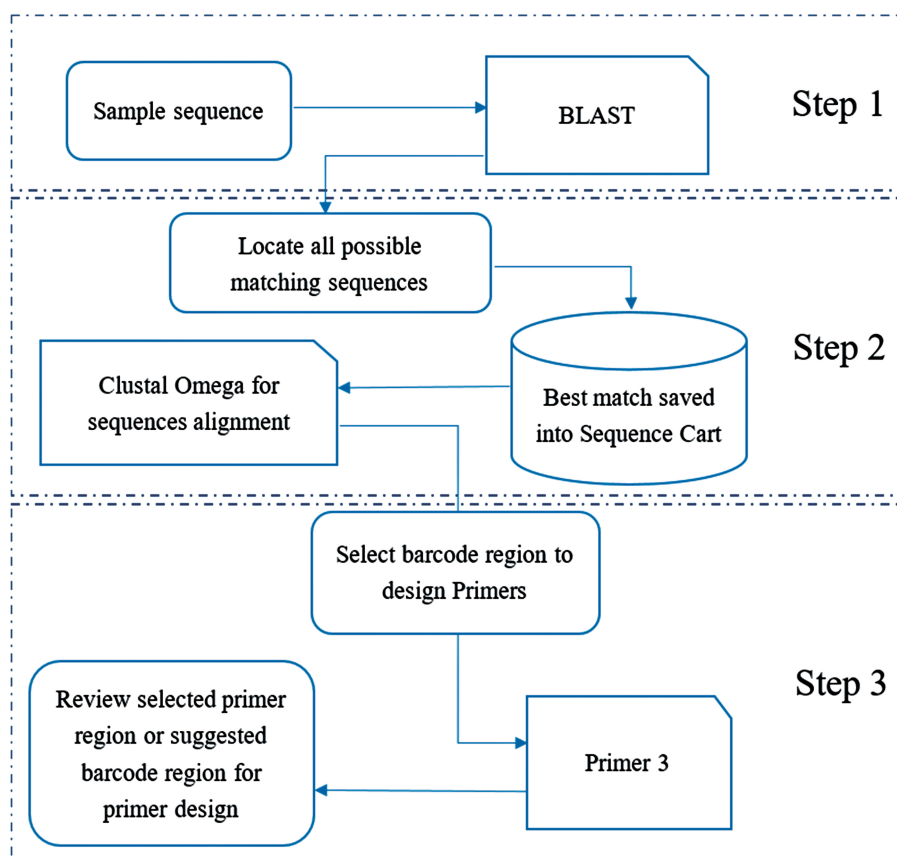 Sample sequence
BLAST
Step 1
Locate all possible
matching sequences
Step 2
Best match saved
into Sequence Cart
Clustal Omega for
sequences alignment
Select barcode region to
design Primers
Step 3
Primer 3
Review selected primer
region or suggested
barcode region for
primer design